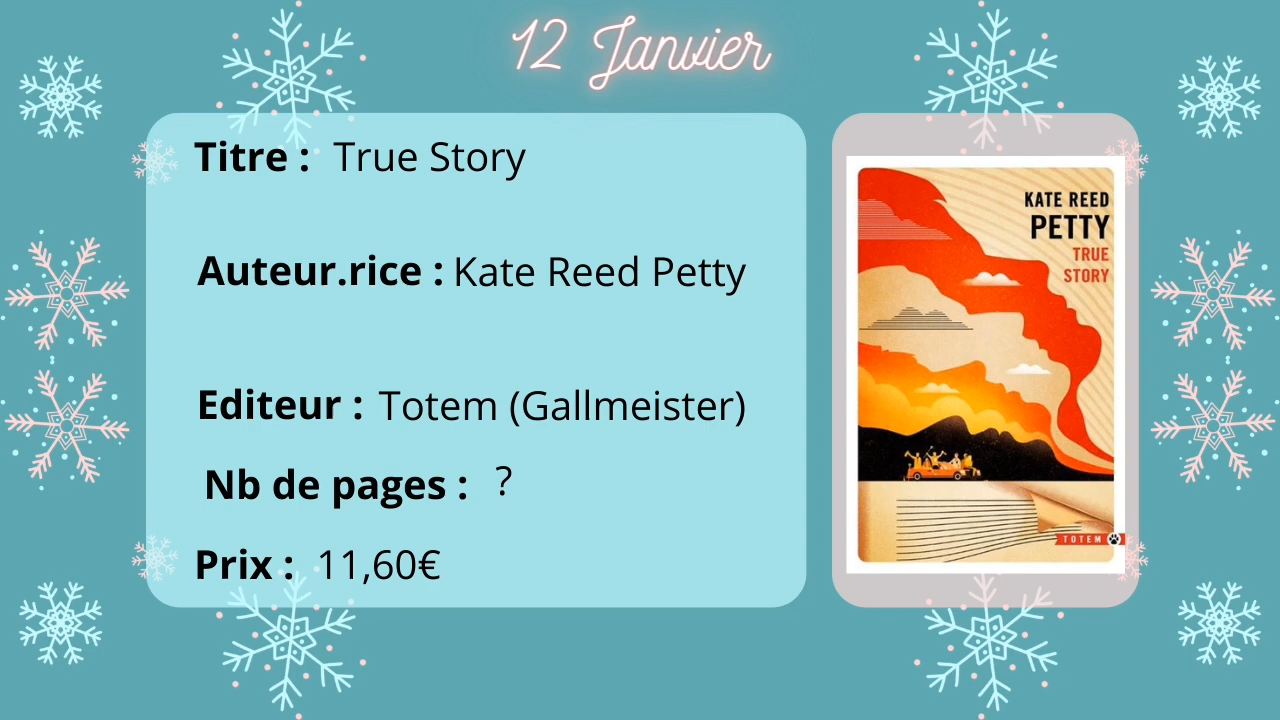 12 Janvier
Titre : True Story
Auteur.rice : Kate Reed Petty
Editeur : Totem (Gallmeister)
Nb de pages : ?
Prix : 11,60€
KATE REED
PETTY
TRUE
STORY
TOTEM